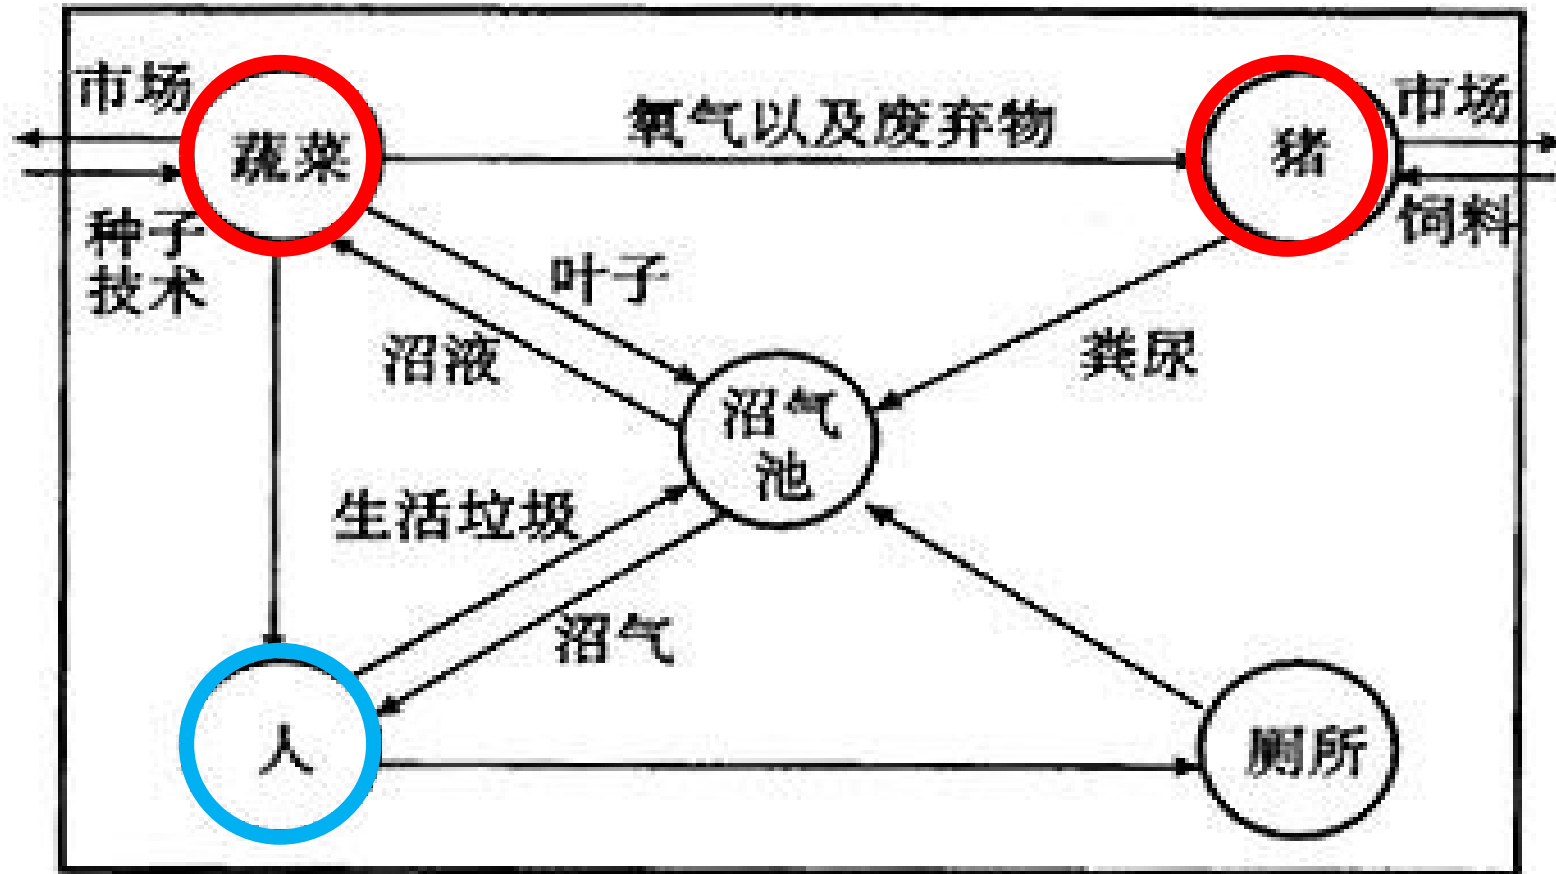 市场
蔬菜
种子
技术
氧气以及废弃物
猪
市场
饲料
叶子
沼液
粪尿
沼气
池
生活垃圾
沼气
人
厕所